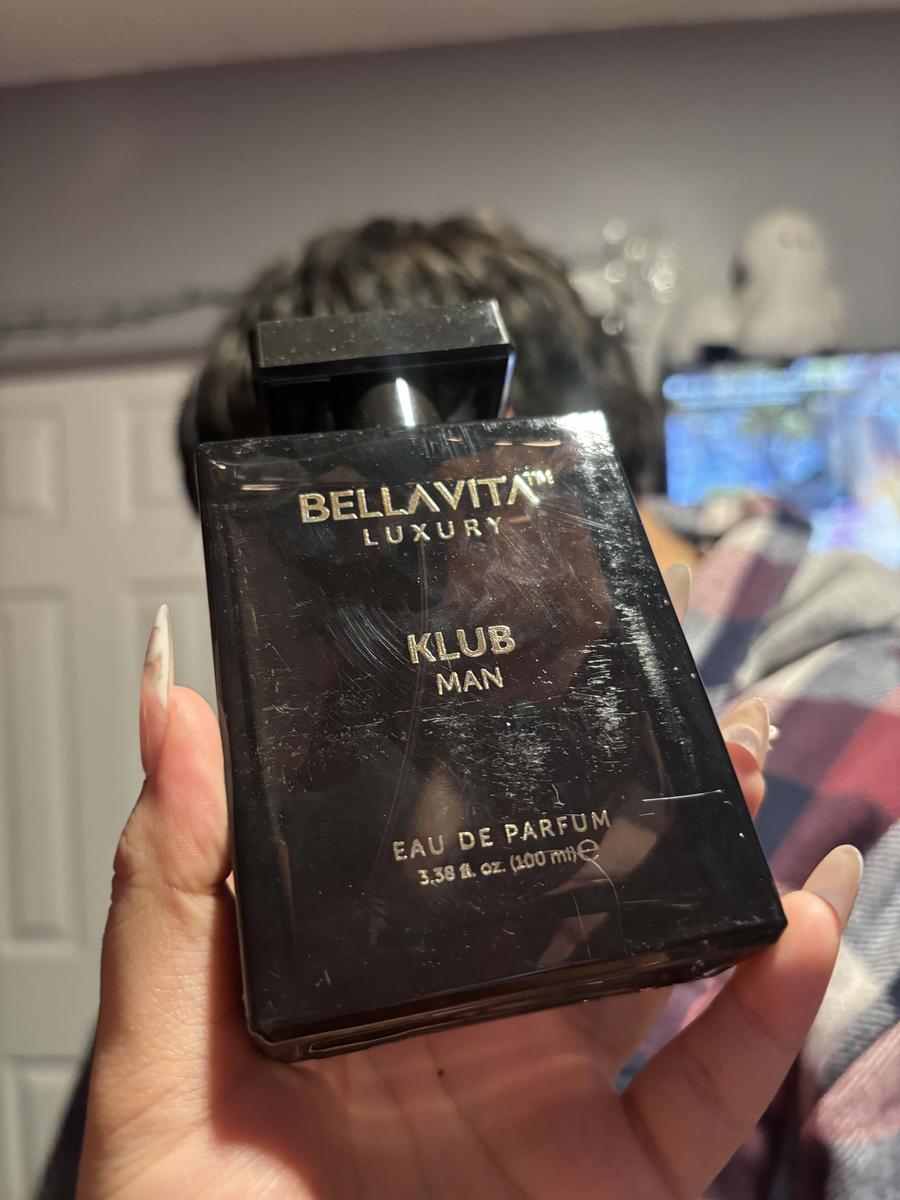 BELLAVITA™
LUXURY
KLUB
MAN
EAU DE PARFUM
3.38 fl. oz. (100 ml) ℮